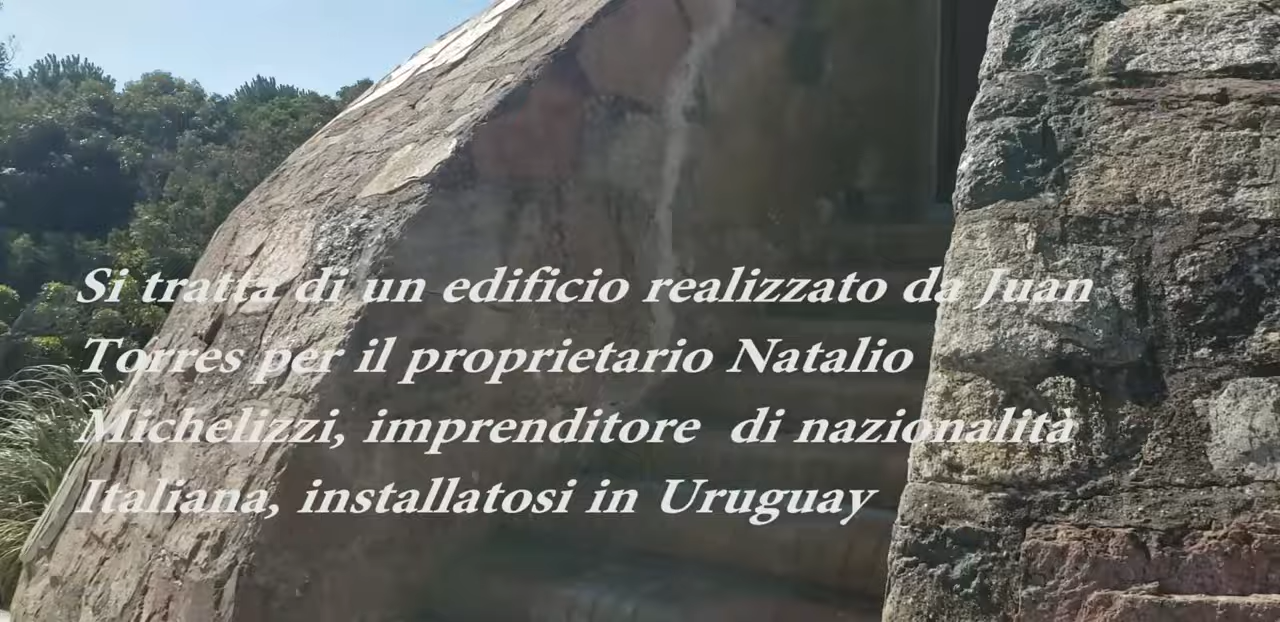 Si tratta di un edificio realizzato da Juan
Torres per il proprietario Natalio
Michelizzi, imprenditore  di nazionalità
Italiana, installatosi in Uruguay